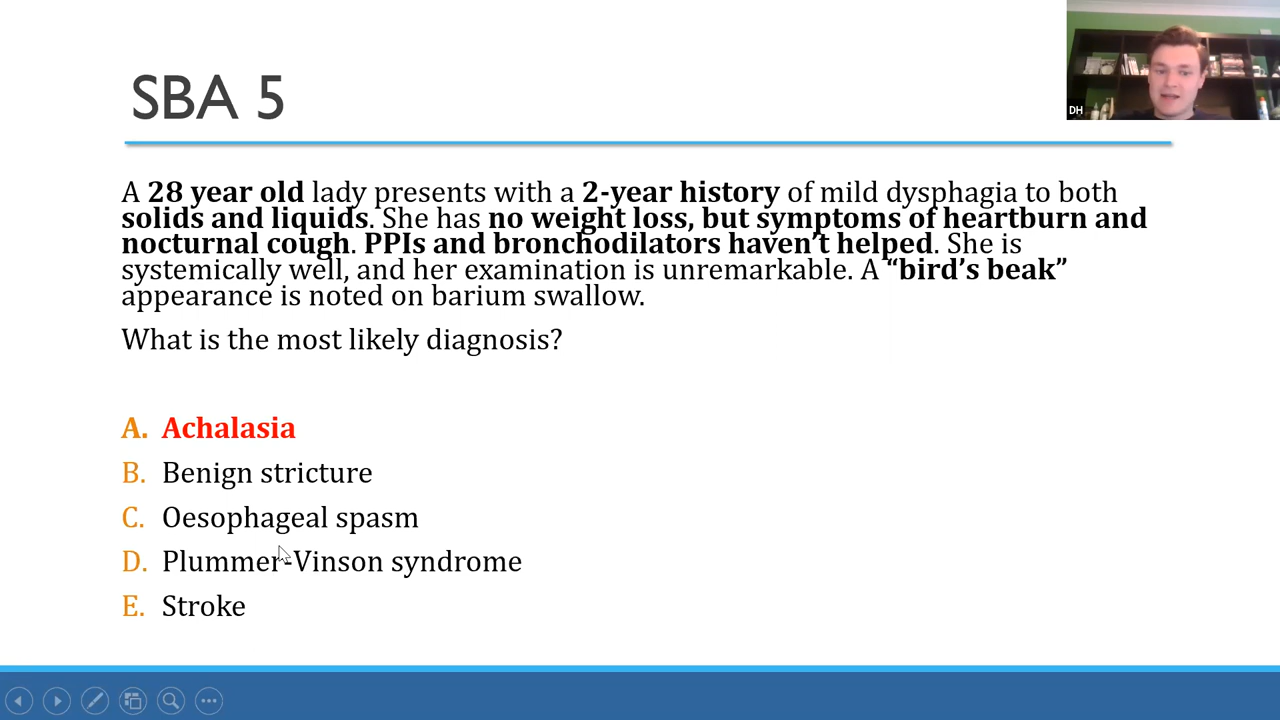 DH
SBA 5
A 28 year old lady presents with a 2-year history of mild dysphagia to both
solids and liquids. She has no weight loss, but symptoms of heartburn and
nocturnal cough. PPIs and bronchodilators haven't helped. She is
systemically well, and her examination is unremarkable. A “bird's beak”
appearance is noted on barium swallow.
What is the most likely diagnosis?
A. Achalasia
B. Benign stricture
C. Oesophageal spasm
D. Plummer-Vinson syndrome
E. Stroke